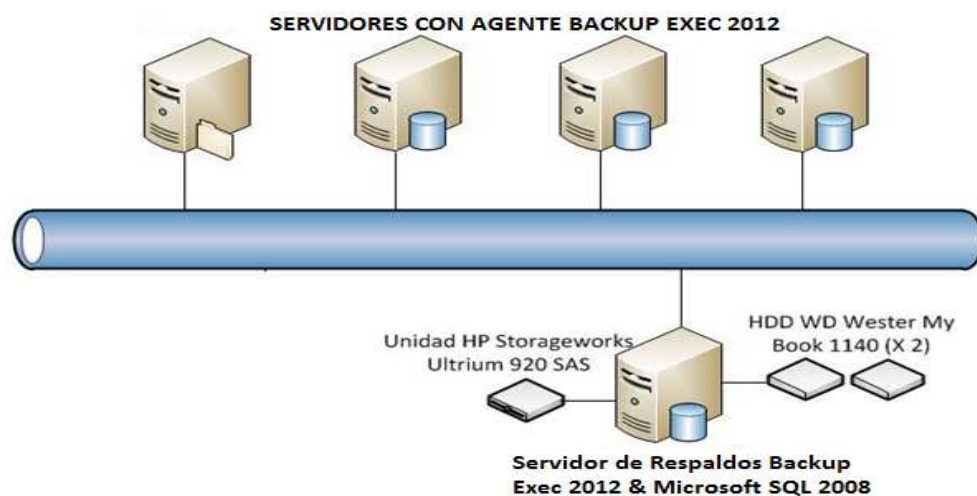 SERVIDORES CON AGENTE BACKUP EXEC 2012
Unidad HP Storageworks
Ultrium 920 SAS
HDD WD Wester My
Book 1140 (X 2)
Servidor de Respaldos Backup
Exec 2012 & Microsoft SQL 2008